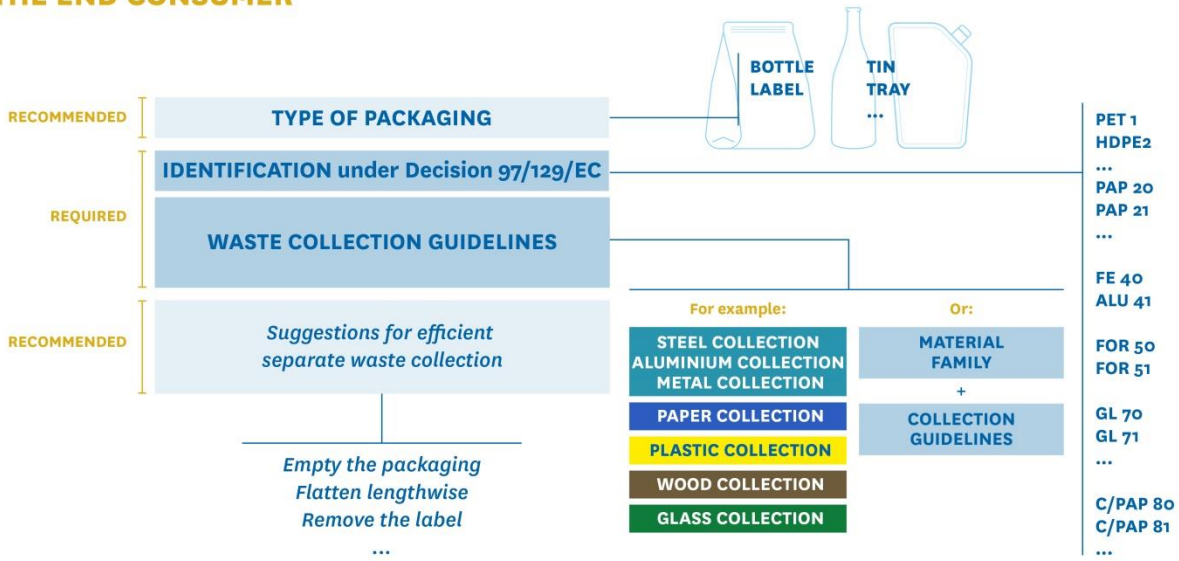 THE END CONSUMER
BOTTLE
LABEL
TIN
TRAY
...
RECOMMENDED
TYPE OF PACKAGING
REQUIRED
IDENTIFICATION under Decision 97/129/EC
WASTE COLLECTION GUIDELINES
RECOMMENDED
Suggestions for efficient
separate waste collection
Empty the packaging
Flatten lengthwise
Remove the label
...
For example:
STEEL COLLECTION
ALUMINIUM COLLECTION
METAL COLLECTION
PAPER COLLECTION
PLASTIC COLLECTION
WOOD COLLECTION
GLASS COLLECTION
Or:
MATERIAL
FAMILY
+
COLLECTION
GUIDELINES
PET 1
HDPE2
...
PAP 20
PAP 21
...
FE 40
ALU 41
FOR 50
FOR 51
GL 70
GL 71
...
C/PAP 80
C/PAP 81
...